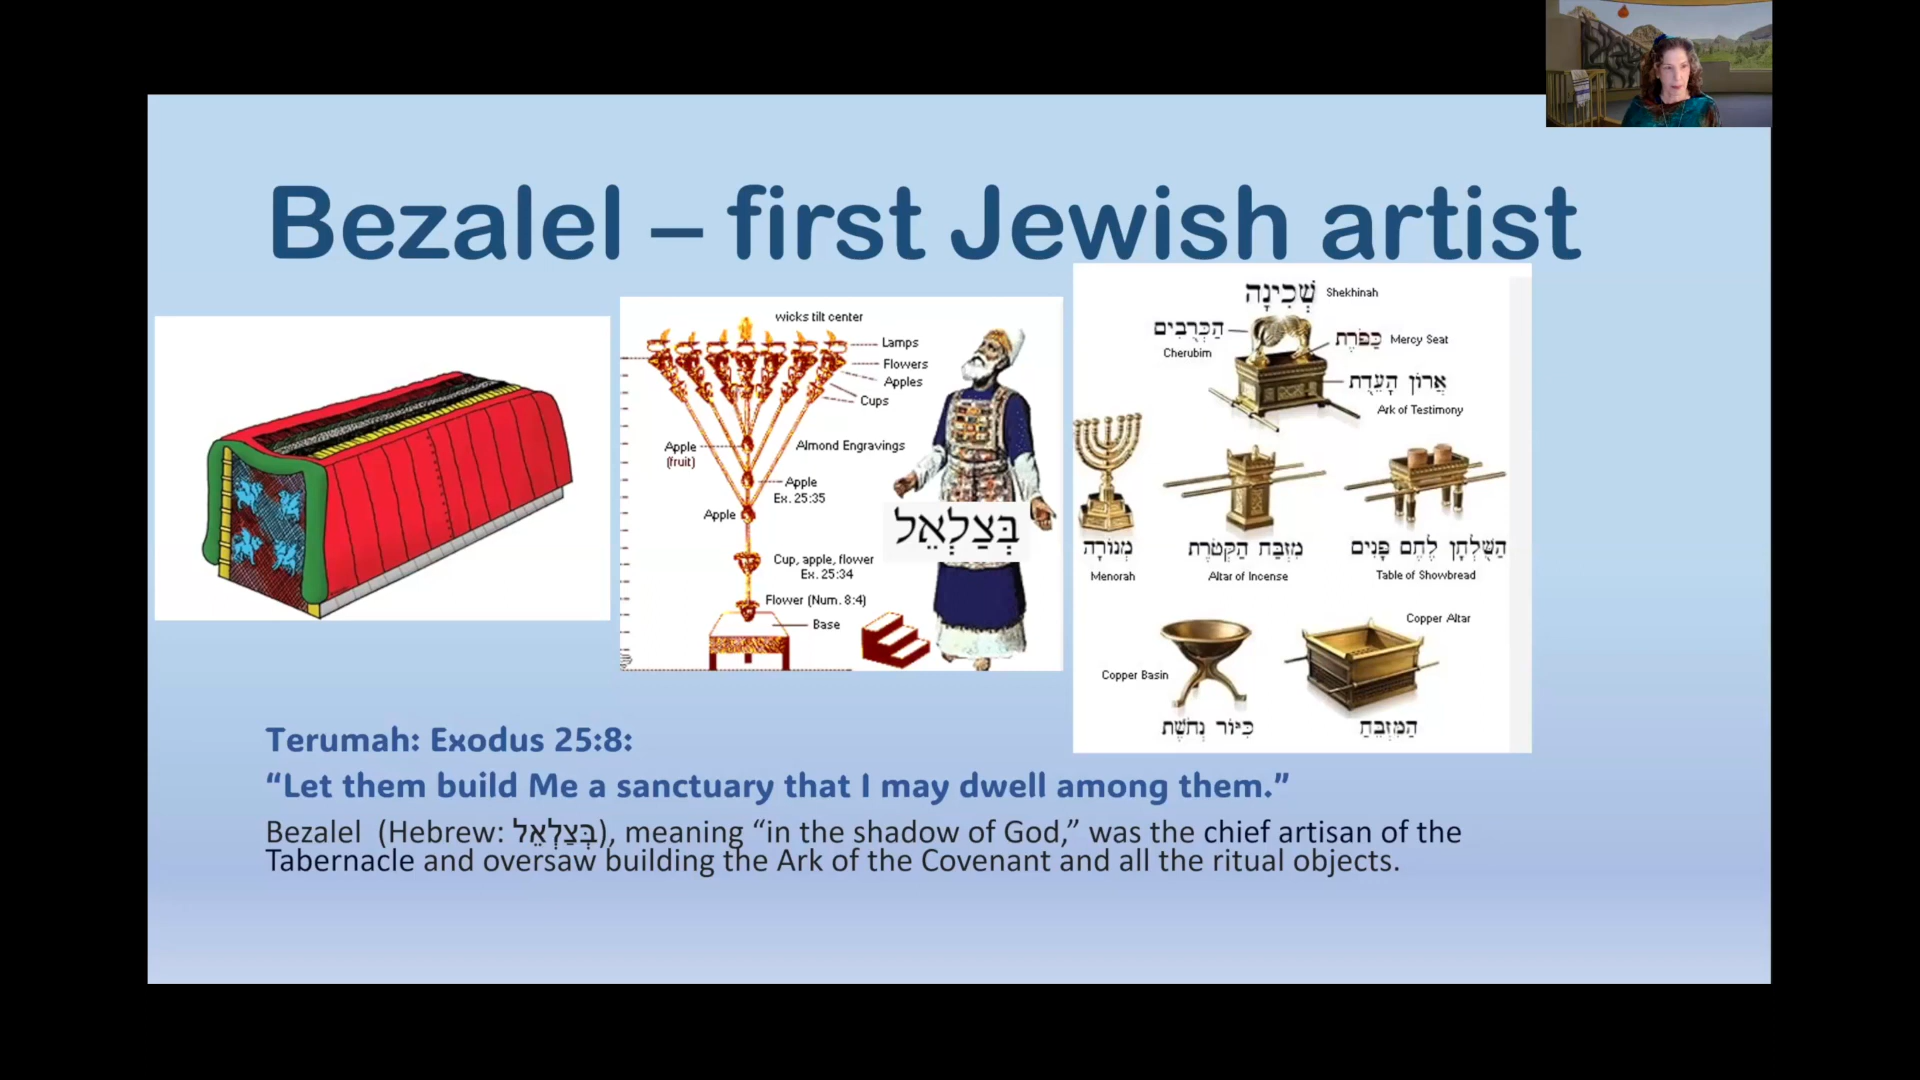 Bezalel – first Jewish artist
wicks tilt center
Lamps
Flowers
Apples
Cups
Apple
(fruit)
Almond Engravings
Apple
Ex. 25:35
Apple
Cup, apple, flower
Ex. 25:34
Flower (Num. 8:4)
Base
בְּצַלְאֵל
שְׁכִינָה Shekhinah
הַכְּרֻבִים
Cherubim
כַּפֹּרֶת Mercy Seat
אֲרוֹן הָעֵדֻת
Ark of Testimony
מְנוֹרָה
Menorah
מִזְבַּח הַקְּטֹרֶת
Altar of Incense
הַשֻּׁלְחָן לֶחֶם פָּנִים
Table of Showbread
Copper Basin
כִּיּוֹר נְחֹשֶׁת
Copper Altar
הַמִּזְבֵּחַ
Terumah: Exodus 25:8:
“Let them build Me a sanctuary that I may dwell among them.”
Bezalel (Hebrew: בְּצַלְאֵל), meaning “in the shadow of God,” was the chief artisan of the
Tabernacle and oversaw building the Ark of the Covenant and all the ritual objects.